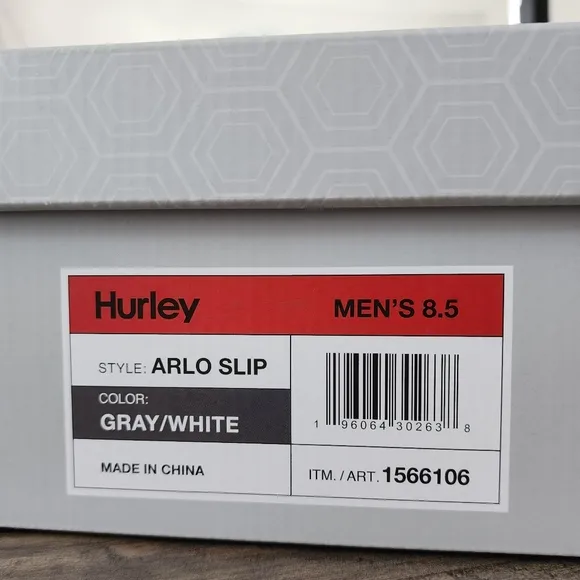 Hurley
MEN'S 8.5
STYLE: ARLO SLIP
COLOR:
GRAY/WHITE
MADE IN CHINA
1 96064 30263 8
ITM./ART. 1566106